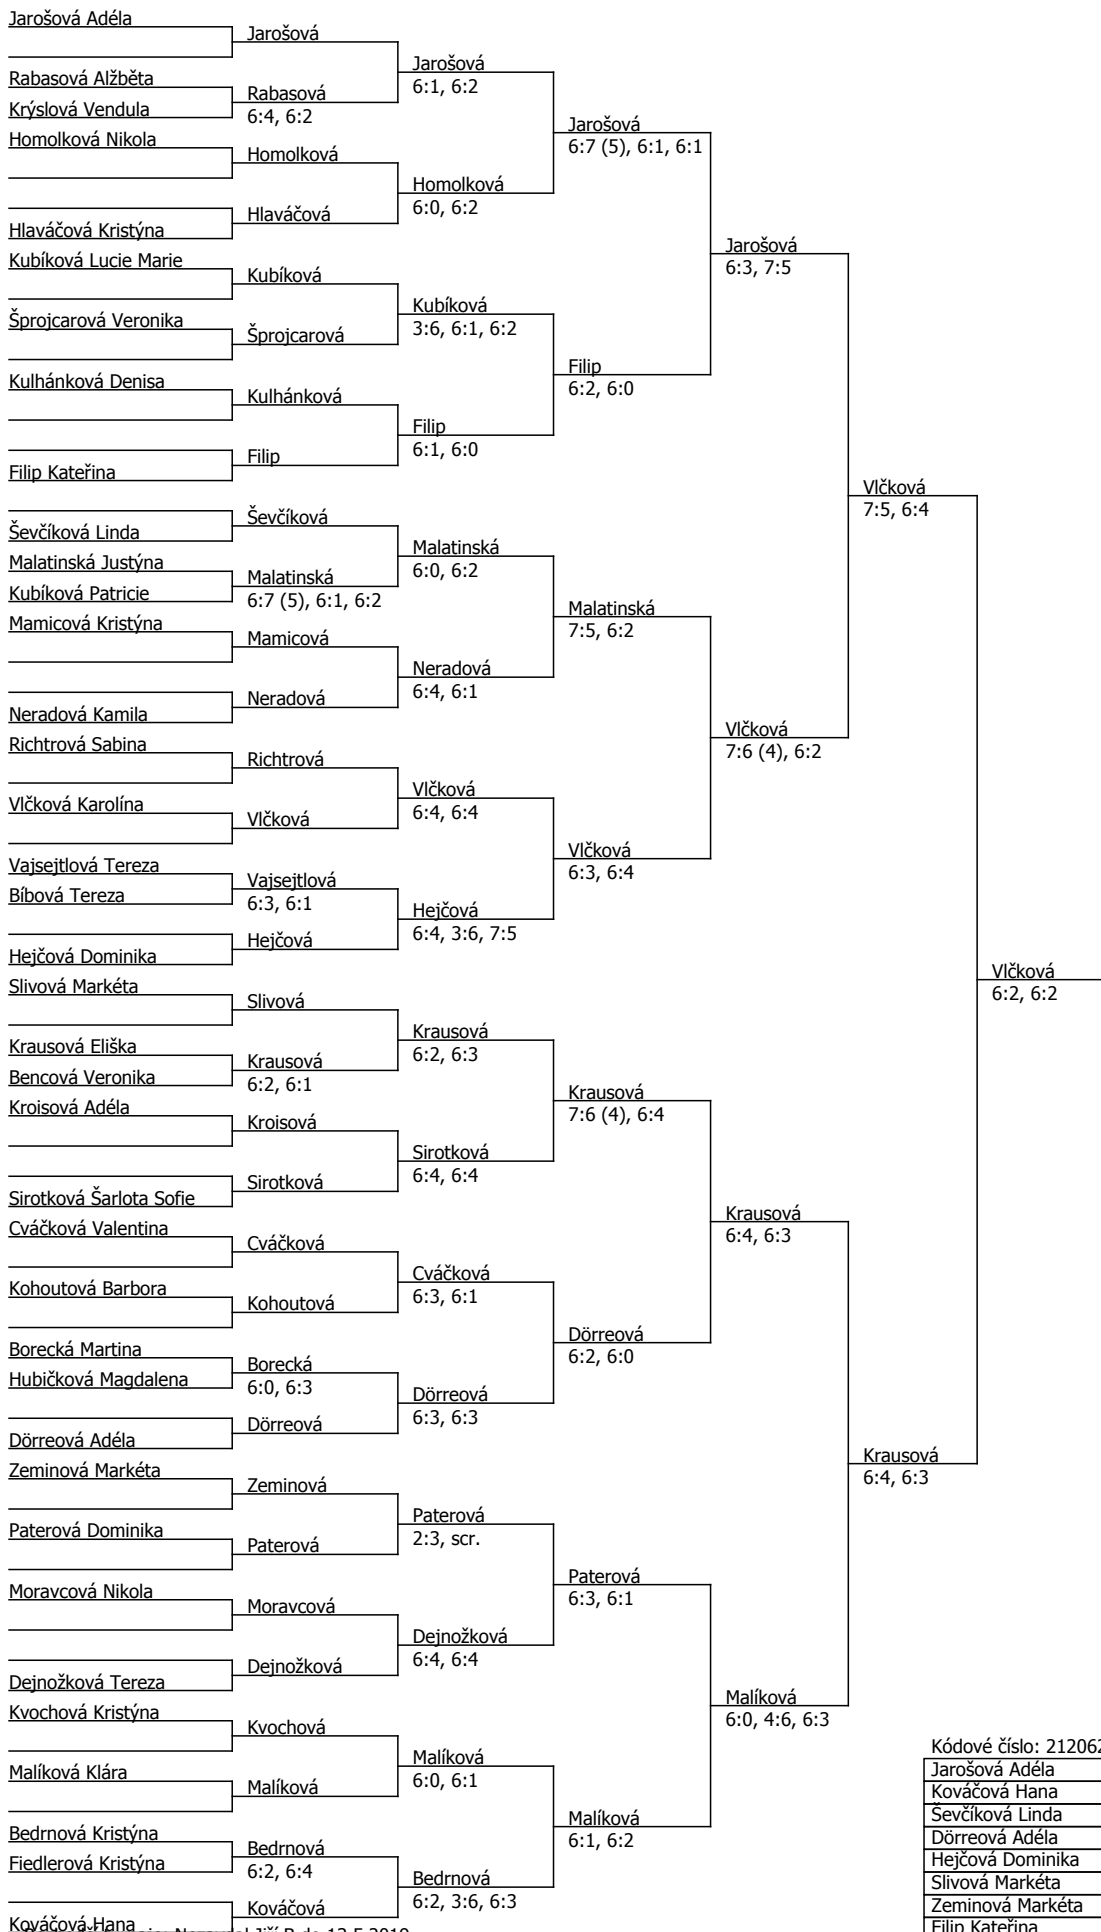 Jarošová Adéla
Rabasová Alžběta
Krýslová Vendula
Homolková Nikola
Hlaváčová Kristýna
Kubíková Lucie Marie
Šprojcarová Veronika
Kulhánková Denisa
Filip Kateřina
Ševčíková Linda
Malatinská Justýna
Kubíková Patricie
Mamicová Kristýna
Neradová Kamila
Richtrová Sabina
Vlčková Karolína
Vajsejtlová Tereza
Bíbová Tereza
Hejčová Dominika
Slivová Markéta
Krausová Eliška
Bencová Veronika
Kroisová Adéla
Sirotková Šarlota Sofie
Cváčková Valentina
Kohoutová Barbora
Borecká Martina
Hubičková Magdalena
Dörreová Adéla
Zeminová Markéta
Paterová Dominika
Moravcová Nikola
Dejnožková Tereza
Kvochová Kristýna
Malíková Klára
Bedrnová Kristýna
Fiedlerová Kristýna
Kováčová Hana
Jarošová
Rabasová
6:4, 6:2
Homolková
Hlaváčová
Kubíková
Šprojcarová
Kulhánková
Filip
Ševčíková
Malatinská
6:7 (5), 6:1, 6:2
Mamicová
Neradová
Richtrová
Vlčková
Vajsejtlová
6:3, 6:1
Hejčová
Slivová
Krausová
6:2, 6:1
Kroisová
Sirotková
Cváčková
Kohoutová
Borecká
6:0, 6:3
Dörreová
Zeminová
Paterová
Moravcová
Dejnožková
Kvochová
Malíková
Bedrnová
6:2, 6:4
Kováčová
Jarošová
6:1, 6:2
Homolková
6:0, 6:2
Kubíková
3:6, 6:1, 6:2
Filip
6:1, 6:0
Malatinská
6:0, 6:2
Neradová
6:4, 6:1
Vlčková
6:4, 6:4
Hejčová
6:4, 3:6, 7:5
Krausová
6:2, 6:3
Sirotková
6:4, 6:4
Cváčková
6:3, 6:1
Dörreová
6:3, 6:3
Paterová
2:3, scr.
Dejnožková
6:4, 6:4
Malíková
6:0, 6:1
Bedrnová
6:2, 3:6, 6:3
Jarošová
6:7 (5), 6:1, 6:1
Filip
6:2, 6:0
Malatinská
7:5, 6:2
Vlčková
6:3, 6:4
Krausová
7:6 (4), 6:4
Dörreová
6:2, 6:0
Paterová
6:3, 6:1
Malíková
6:1, 6:2
Jarošová
6:3, 7:5
Vlčková
7:6 (4), 6:2
Krausová
6:4, 6:3
Malíková
6:0, 4:6, 6:3
Vlčková
7:5, 6:4
Krausová
6:4, 6:3
Vlčková
6:2, 6:2
Kódové číslo: 212062
Jarošová Adéla
Kováčová Hana
Ševčíková Linda
Dörreová Adéla
Hejčová Dominika
Slivová Markéta
Zeminová Markéta
Filip Kateřina
Jiří B do 12.5.2019